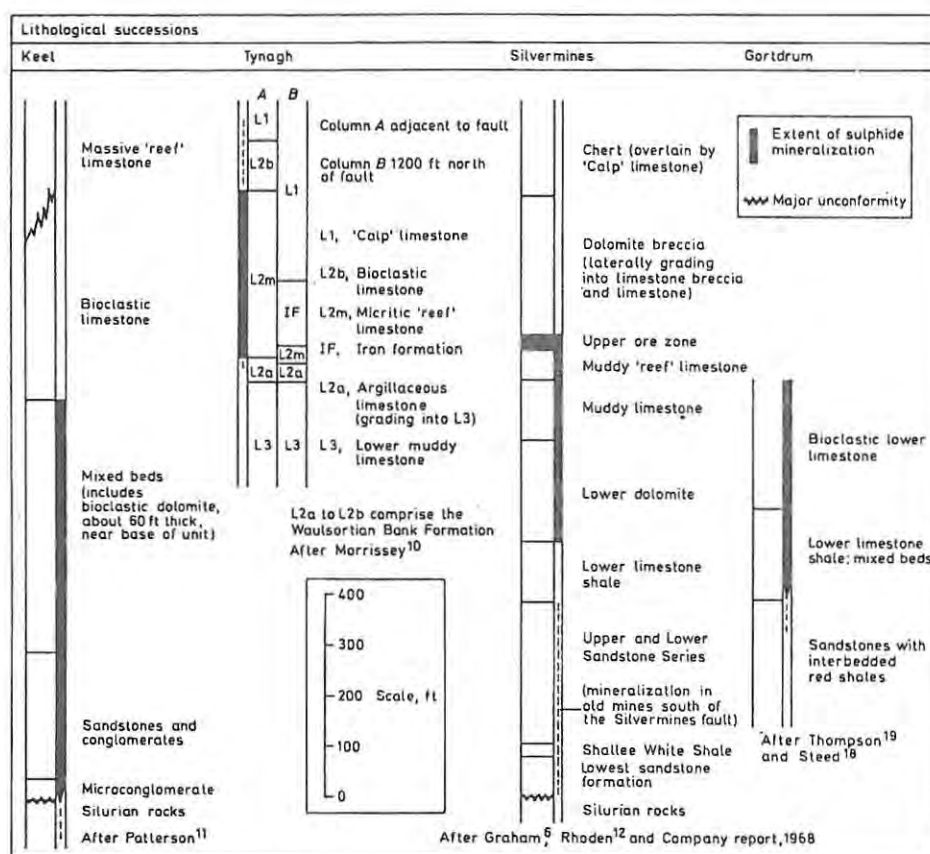 Lithological successions
Keel
Tynagh
Silvermines
Gortdrum
Massive 'reef'
limestone
Bioclastic
limestone
Mixed beds
(includes
bioclastic dolomite,
about 60 ft thick,
near base of unit)
Sandstones and
conglomerates
Microconglomerate
Silurian rocks
After Patterson11
A B
L1
L2b
L1
L2m
IF
L2m
L2a L2a
L3 L3
Column A adjacent to fault
Column B 1200 ft north
of fault
L1, 'Calp' limestone
L2b, Bioclastic
limestone
L2m, Micritic 'reef'
limestone
IF, Iron formation
L2a, Argillaceous
limestone
(grading into L3)
L3, Lower muddy
limestone
L2a to L2b comprise the
Waulsortian Bank Formation
After Morrissey10
400
300
200 Scale, ft
100
0
Chert (overlain by
'Calp' limestone)
Dolomite breccia
(laterally grading
into limestone breccia
and limestone)
Upper ore zone
Muddy 'reef' limestone
Muddy limestone
Lower dolomite
Lower limestone
shale
Upper and Lower
Sandstone Series
(mineralization in
old mines south of
the Silvermines fault)
Shallee White Shale
Lowest sandstone
formation
Silurian rocks
After Graham,6 Rhoden12 and Company report, 1968
Extent of sulphide
mineralization
Major unconformity
Bioclastic lower
limestone
Lower limestone
shale; mixed beds
Sandstones with
interbedded
red shales
After Thompson19
and Steed18